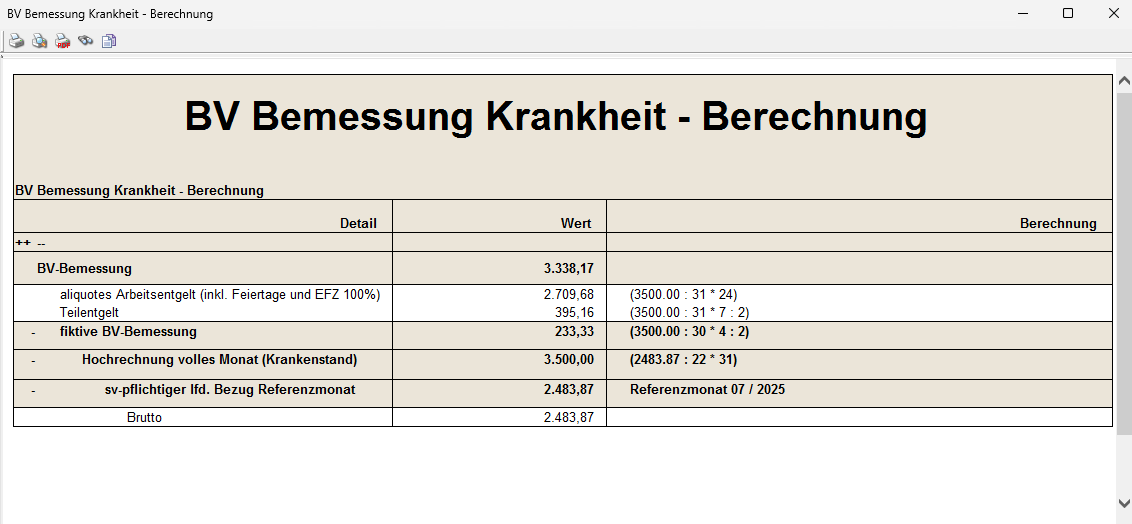 BV Bemessung Krankheit - Berechnung
BV Bemessung Krankheit - Berechnung
BV Bemessung Krankheit - Berechnung
Detail Wert Berechnung
++ --
BV-Bemessung 3.338,17
aliquotes Arbeitsentgelt (inkl. Feiertage und EFZ 100%) 2.709,68 (3500.00 : 31 * 24)
Teilentgelt 395,16 (3500.00 : 31 * 7 : 2)
- fiktive BV-Bemessung 233,33 (3500.00 : 30 * 4 : 2)
- Hochrechnung volles Monat (Krankenstand) 3.500,00 (2483.87 : 22 * 31)
- sv-pflichtiger lfd. Bezug Referenzmonat 2.483,87 Referenzmonat 07 / 2025
Brutto 2.483,87